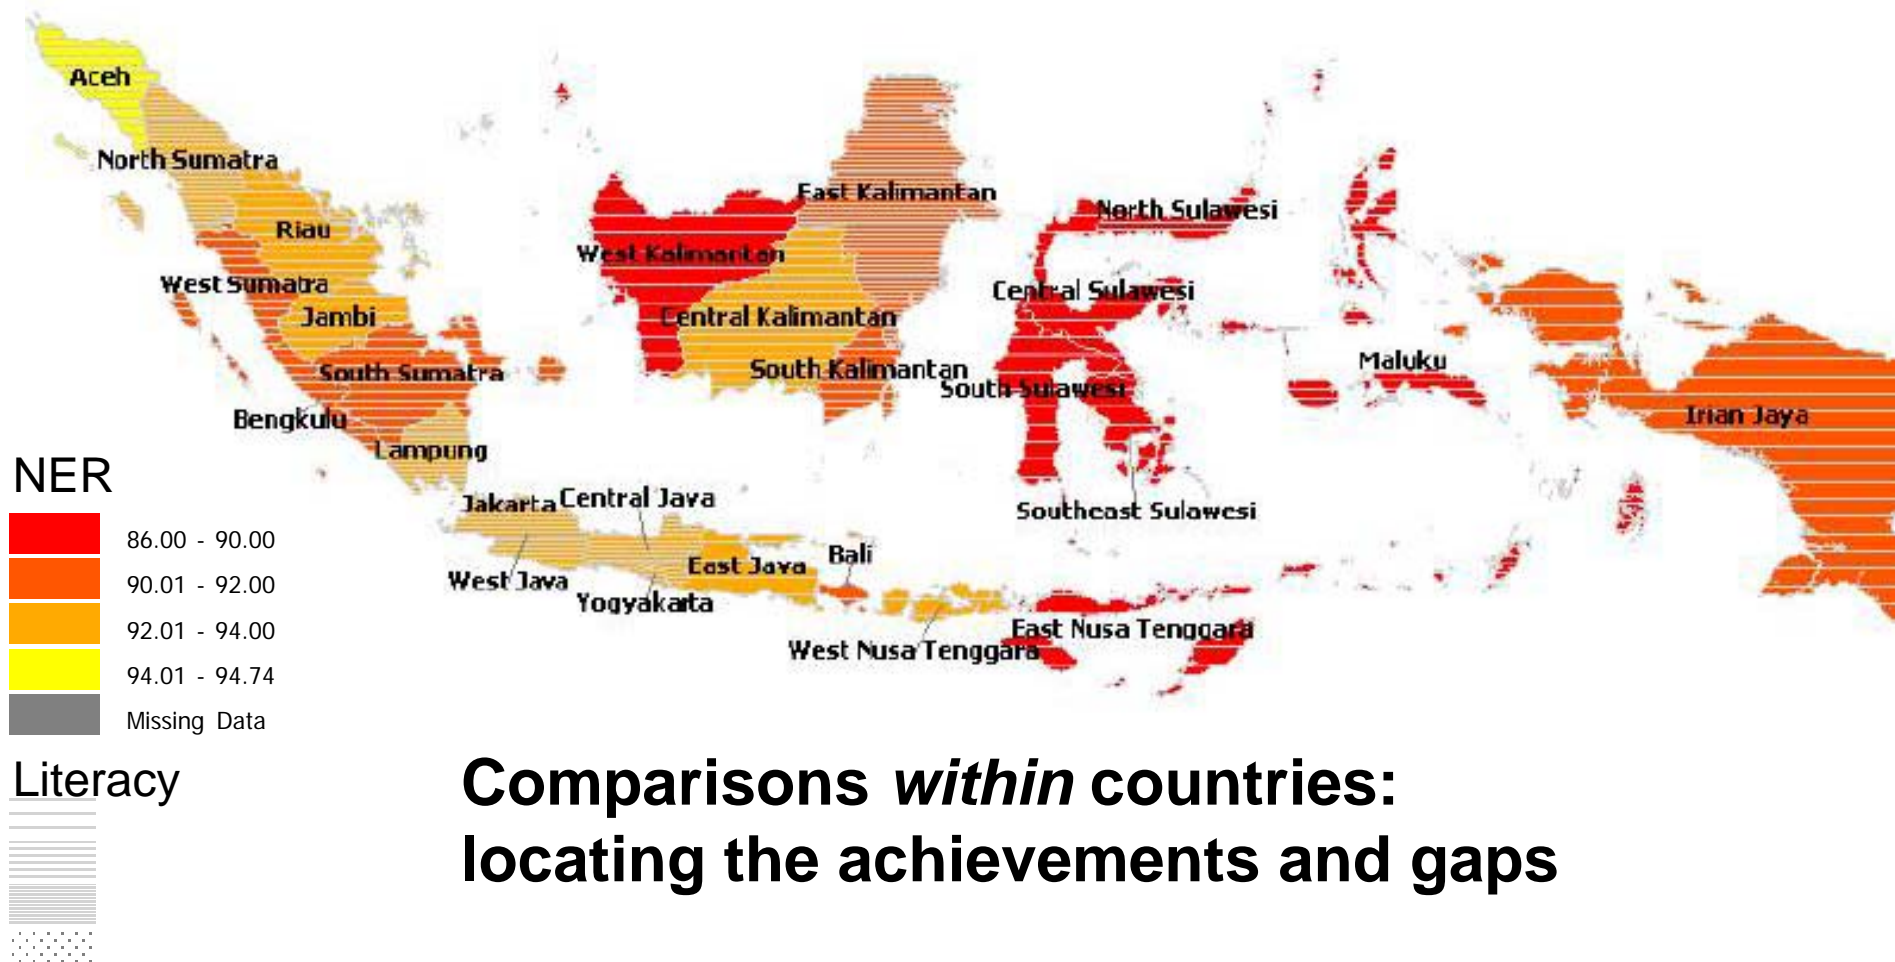 Aceh
North Sumatra
Riau
West Sumatra
Jambi
South Sumatra
Bengkulu
Lampung
East Kalimantan
West Kalimantan
Central Kalimantan
South Kalimantan
North Sulawesi
Central Sulawesi
South Sulawesi
Southeast Sulawesi
Maluku
Irian Jaya
Jakarta
Central Java
West Java
Yogyakarta
East Java
Bali
West Nusa Tenggara
East Nusa Tenggara
NER
86.00 - 90.00
90.01 - 92.00
92.01 - 94.00
94.01 - 94.74
Missing Data
Literacy
Comparisons within countries:
locating the achievements and gaps